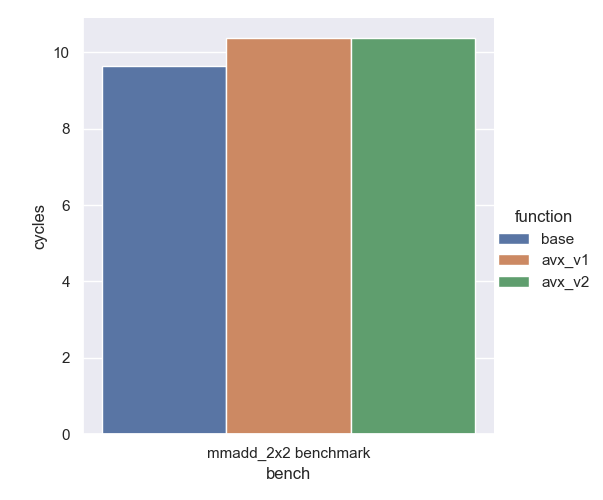 10
8
6
4
2
0
cycles
mmadd_2x2 benchmark
bench
function
base
avx_v1
avx_v2